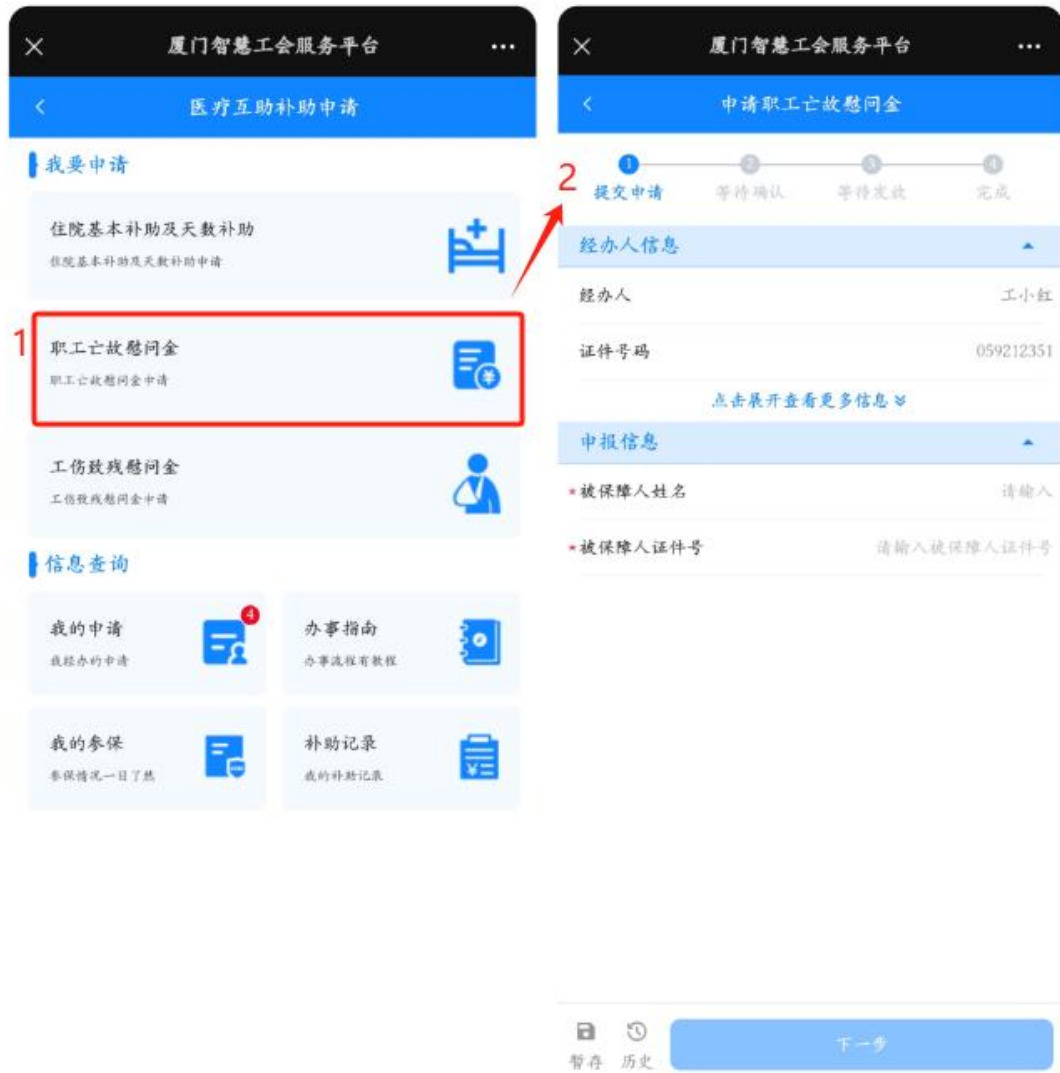 厦门智慧工会服务平台
医疗互助补助申请
我要申请
住院基本补助及天数补助
住院基本补助及天数补助申请
1
职工亡故慰问金
职工亡故慰问金申请
工伤致残慰问金
工伤致残慰问金申请
信息查询
我的申请
我经办的申请
4
办事指南
办事流程有教程
我的参保
参保情况一目了然
补助记录
我的补助记录
厦门智慧工会服务平台
申请职工亡故慰问金
2
1 2 3 4
提交申请 等待确认 等待发放 完成
经办人信息
经办人 工小红
证件号码 059212351
点击展开查看更多信息
申报信息
*被保障人姓名 请输入
*被保障人证件号 请输入被保障人证件号
暂存 历史 下一步